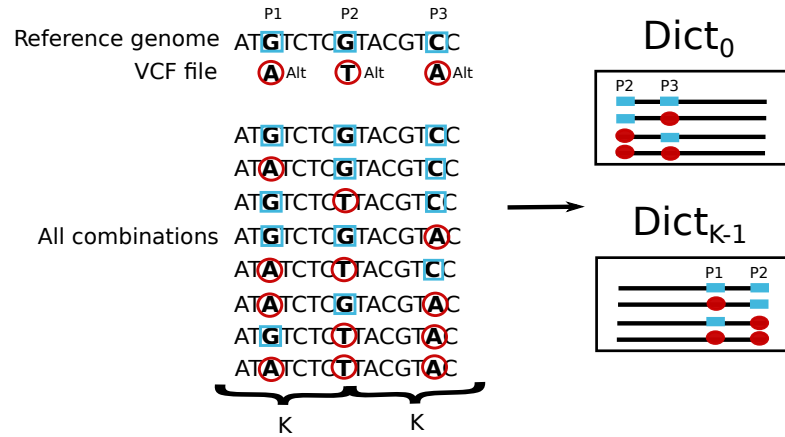 P1 P2 P3
Reference genome ATGTCTCGTACGTCC
VCF file A Alt T Alt A Alt
ATGTCTCGTACGTCC
ATATCTCGTACGTCC
ATGTCTCTTACGTCC
All combinations ATGTCTCGTACGTAC
ATATCTCTTACGTCC
ATATCTCGTACGTAC
ATGTCTCTTACGTAC
ATATCTCTTACGTAC
K K
Dict0
P2 P3
DictK-1
P1 P2